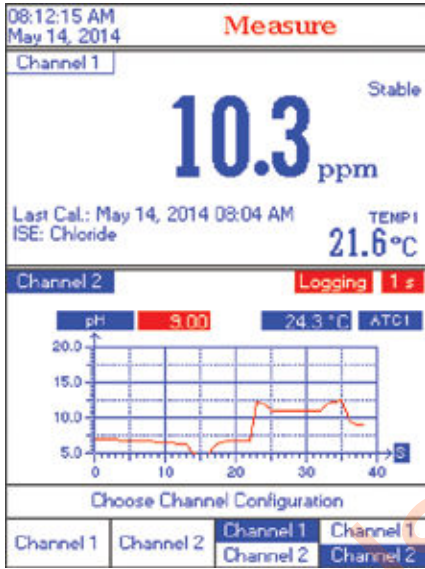 08:12:15 AM
May 14, 2014
Measure
Channel 1
Stable
10.3 ppm
Last Cal.: May 14, 2014 08:04 AM
ISE: Chloride
TEMP1
21.6°C
Channel 2
Logging 1 s
pH 9.00 24.3 °C ATC1
20.0
15.0
10.0
5.0
S
0 10 20 30 40
Choose Channel Configuration
Channel 1 Channel 2 Channel 1 Channel 1
Channel 2 Channel 2